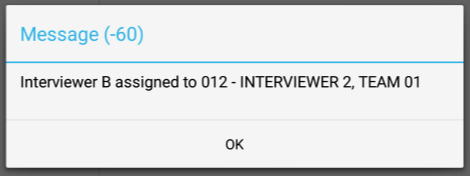 Message (-60)
Interviewer B assigned to 012 - INTERVIEWER 2, TEAM 01
OK